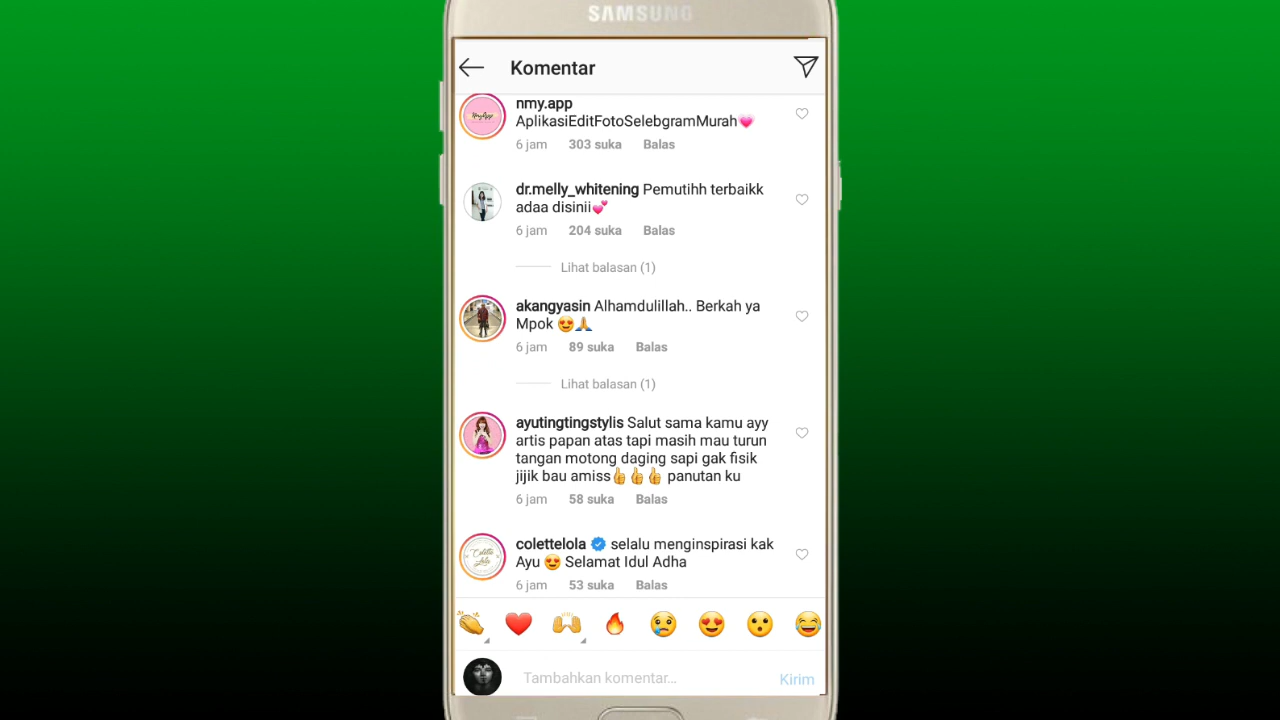 SAMSUNG
Komentar
nmy.app
AplikasiEditFotoSelebgramMurah💗
6 jam 303 suka Balas
dr.melly_whitening Pemutihh terbaikk
adaa disinii💕
6 jam 204 suka Balas
Lihat balasan (1)
akangyasin Alhamdulillah.. Berkah ya
Mpok 😍🙏
6 jam 89 suka Balas
Lihat balasan (1)
ayutingtingstylis Salut sama kamu ayy
artis papan atas tapi masih mau turun
tangan motong daging sapi gak fisik
jijik bau amiss👍👍👍 panutan ku
6 jam 58 suka Balas
colettelola selalu menginspirasi kak
Ayu 😍 Selamat Idul Adha
6 jam 53 suka Balas
Tambahkan komentar... Kirim